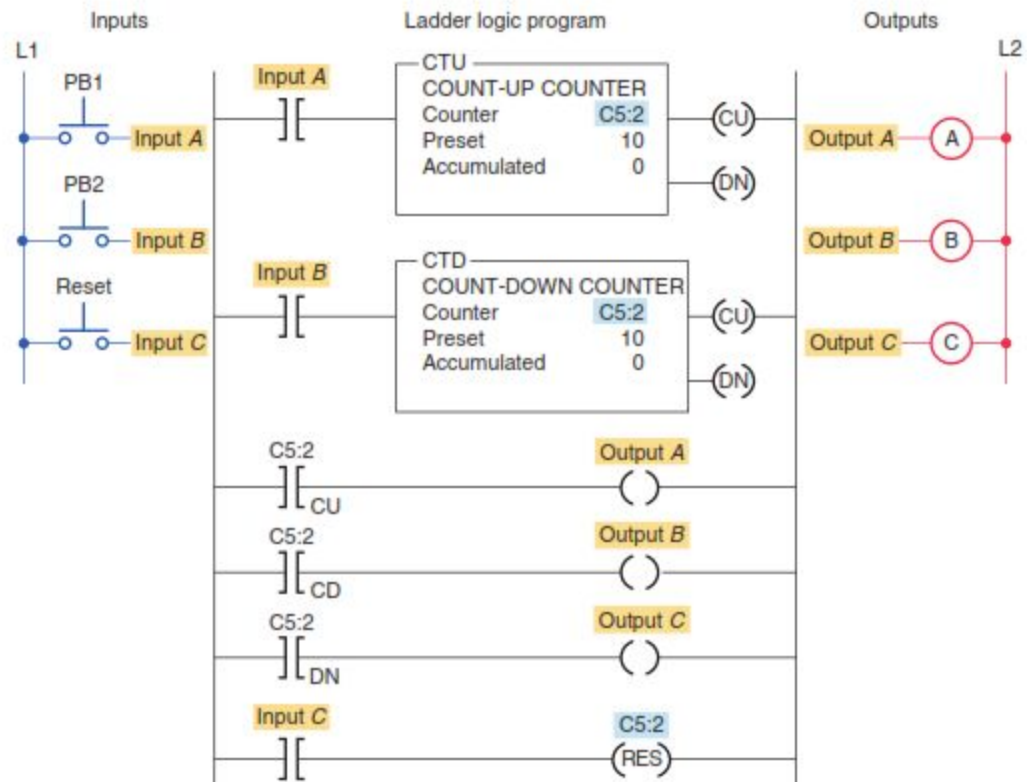 Inputs
Ladder logic program
Outputs
L1
L2
PB1
Input A
PB2
Input B
Reset
Input C
Input A
CTU
COUNT-UP COUNTER
Counter C5:2
Preset 10
Accumulated 0
CU
DN
Input B
CTD
COUNT-DOWN COUNTER
Counter C5:2
Preset 10
Accumulated 0
CU
DN
C5:2
CU
Output A
C5:2
CD
Output B
C5:2
DN
Output C
Input C
C5:2
RES
Output A A
Output B B
Output C C